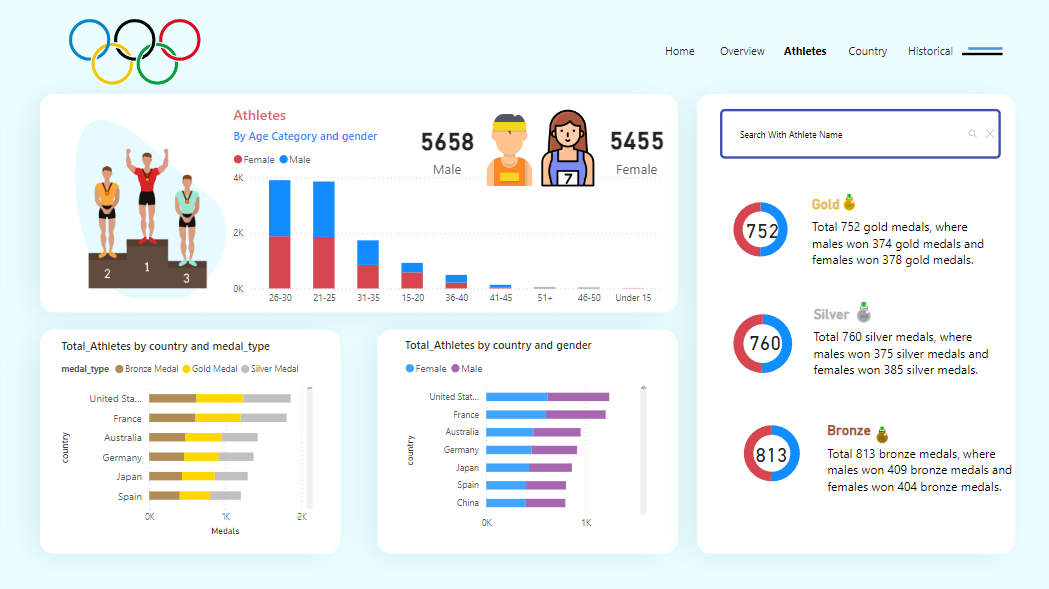 Home Overview Athletes Country Historical
Athletes
By Age Category and gender
Female Male
5658
Male
5455
Female
7
4K
2K
0K
26-30 21-25 31-35 15-20 36-40 41-45 51+ 46-50 Under 15
2 1 3
Search With Athlete Name
752
Gold
Total 752 gold medals, where
males won 374 gold medals and
females won 378 gold medals.
760
Silver
Total 760 silver medals, where
males won 375 silver medals and
females won 385 silver medals.
813
Bronze
Total 813 bronze medals, where
males won 409 bronze medals and
females won 404 bronze medals.
Total_Athletes by country and medal_type
medal_type Bronze Medal Gold Medal Silver Medal
country
United Sta...
France
Australia
Germany
Japan
Spain
0K 1K 2K
Medals
Total_Athletes by country and gender
Female Male
country
United Stat...
France
Australia
Germany
Japan
Spain
China
0K 1K